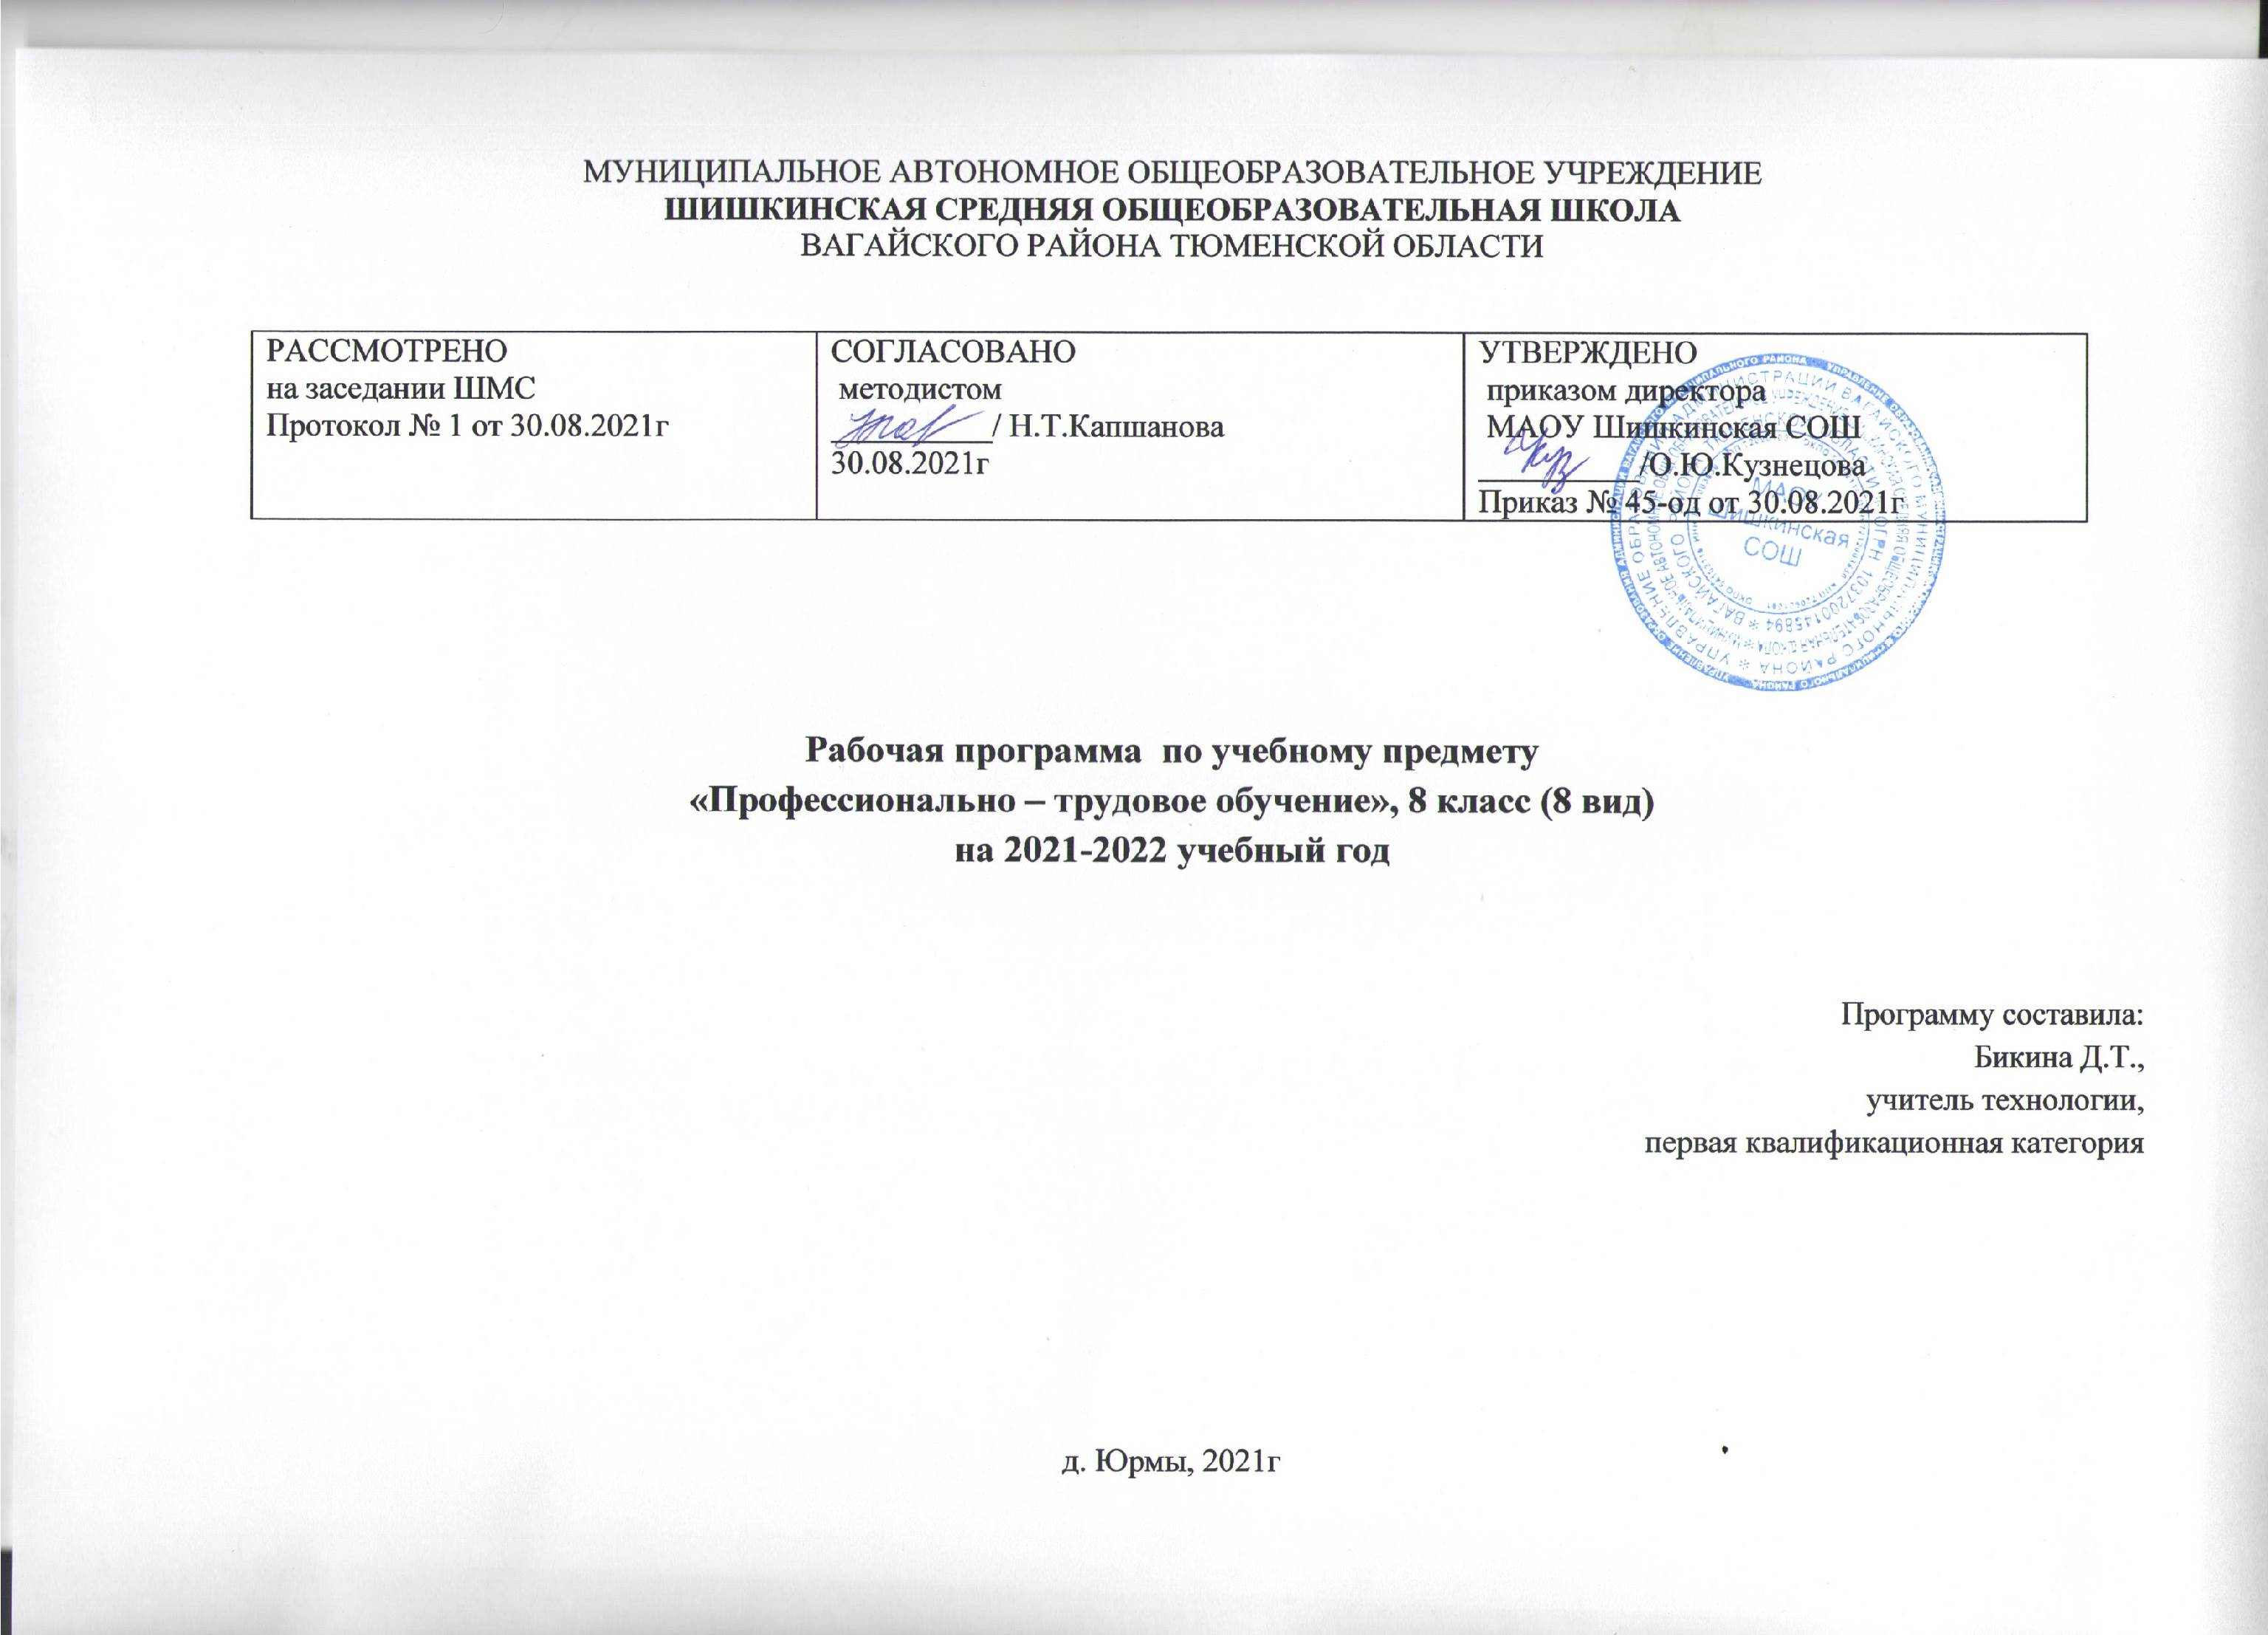 МУНИЦИПАЛЬНОЕ АВТОНОМНОЕ ОБЩЕОБРАЗОВАТЕЛЬНОЕ УЧРЕЖДЕНИЕ
ШИШКИНСКАЯ СРЕДНЯЯ ОБЩЕОБРАЗОВАТЕЛЬНАЯ ШКОЛА
ВАГАЙСКОГО РАЙОНА ТЮМЕНСКОЙ ОБЛАСТИ
РАССМОТРЕНО
на заседании ШМС
Протокол № 1 от 30.08.2021г
СОГЛАСОВАНО
методистом
/ Н.Т.Капшанова
30.08.2021г
УТВЕРЖДЕНО
приказом директора
МАОУ Шишкинская СОШ
/О.Ю.Кузнецова
Приказ № 45-од от 30.08.2021г
МАОУ
Шишкинская
СОШ
Рабочая программа по учебному предмету
«Профессионально – трудовое обучение», 8 класс (8 вид)
на 2021-2022 учебный год
Программу составила:
Бикина Д.Т.,
учитель технологии,
первая квалификационная категория
д. Юрмы, 2021г